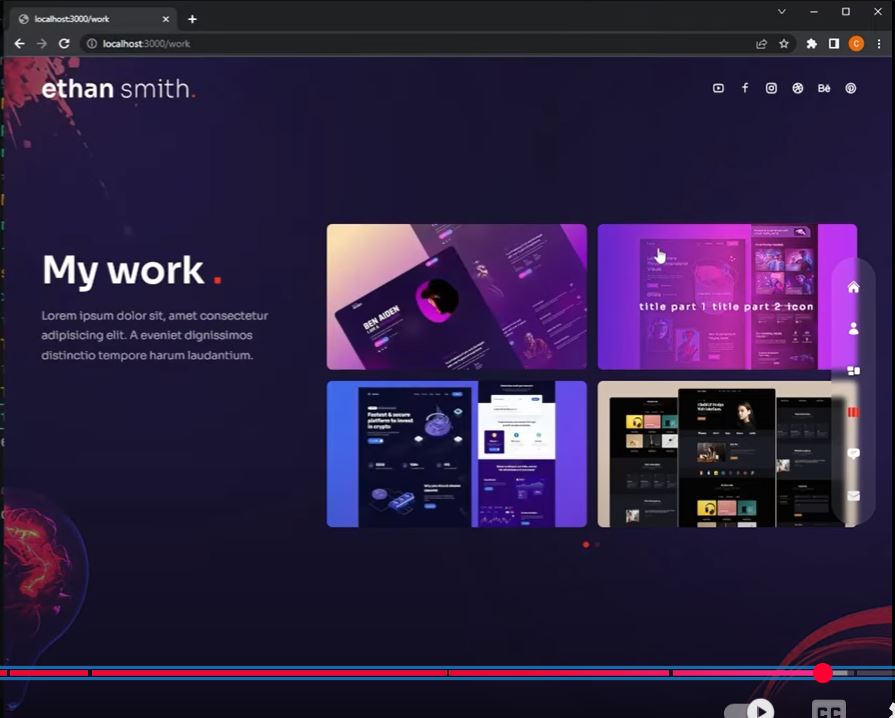 localhost:3000/work
localhost:3000/work
C
ethan smith.
Bē
My work .
Lorem ipsum dolor sit, amet consectetur
adipisicing elit. A eveniet dignissimos
distinctio tempore harum laudantium.
BEN AIDEN
title part 1 title part 2 icon
Fastest & secure
platform to invest
in crypto
CC